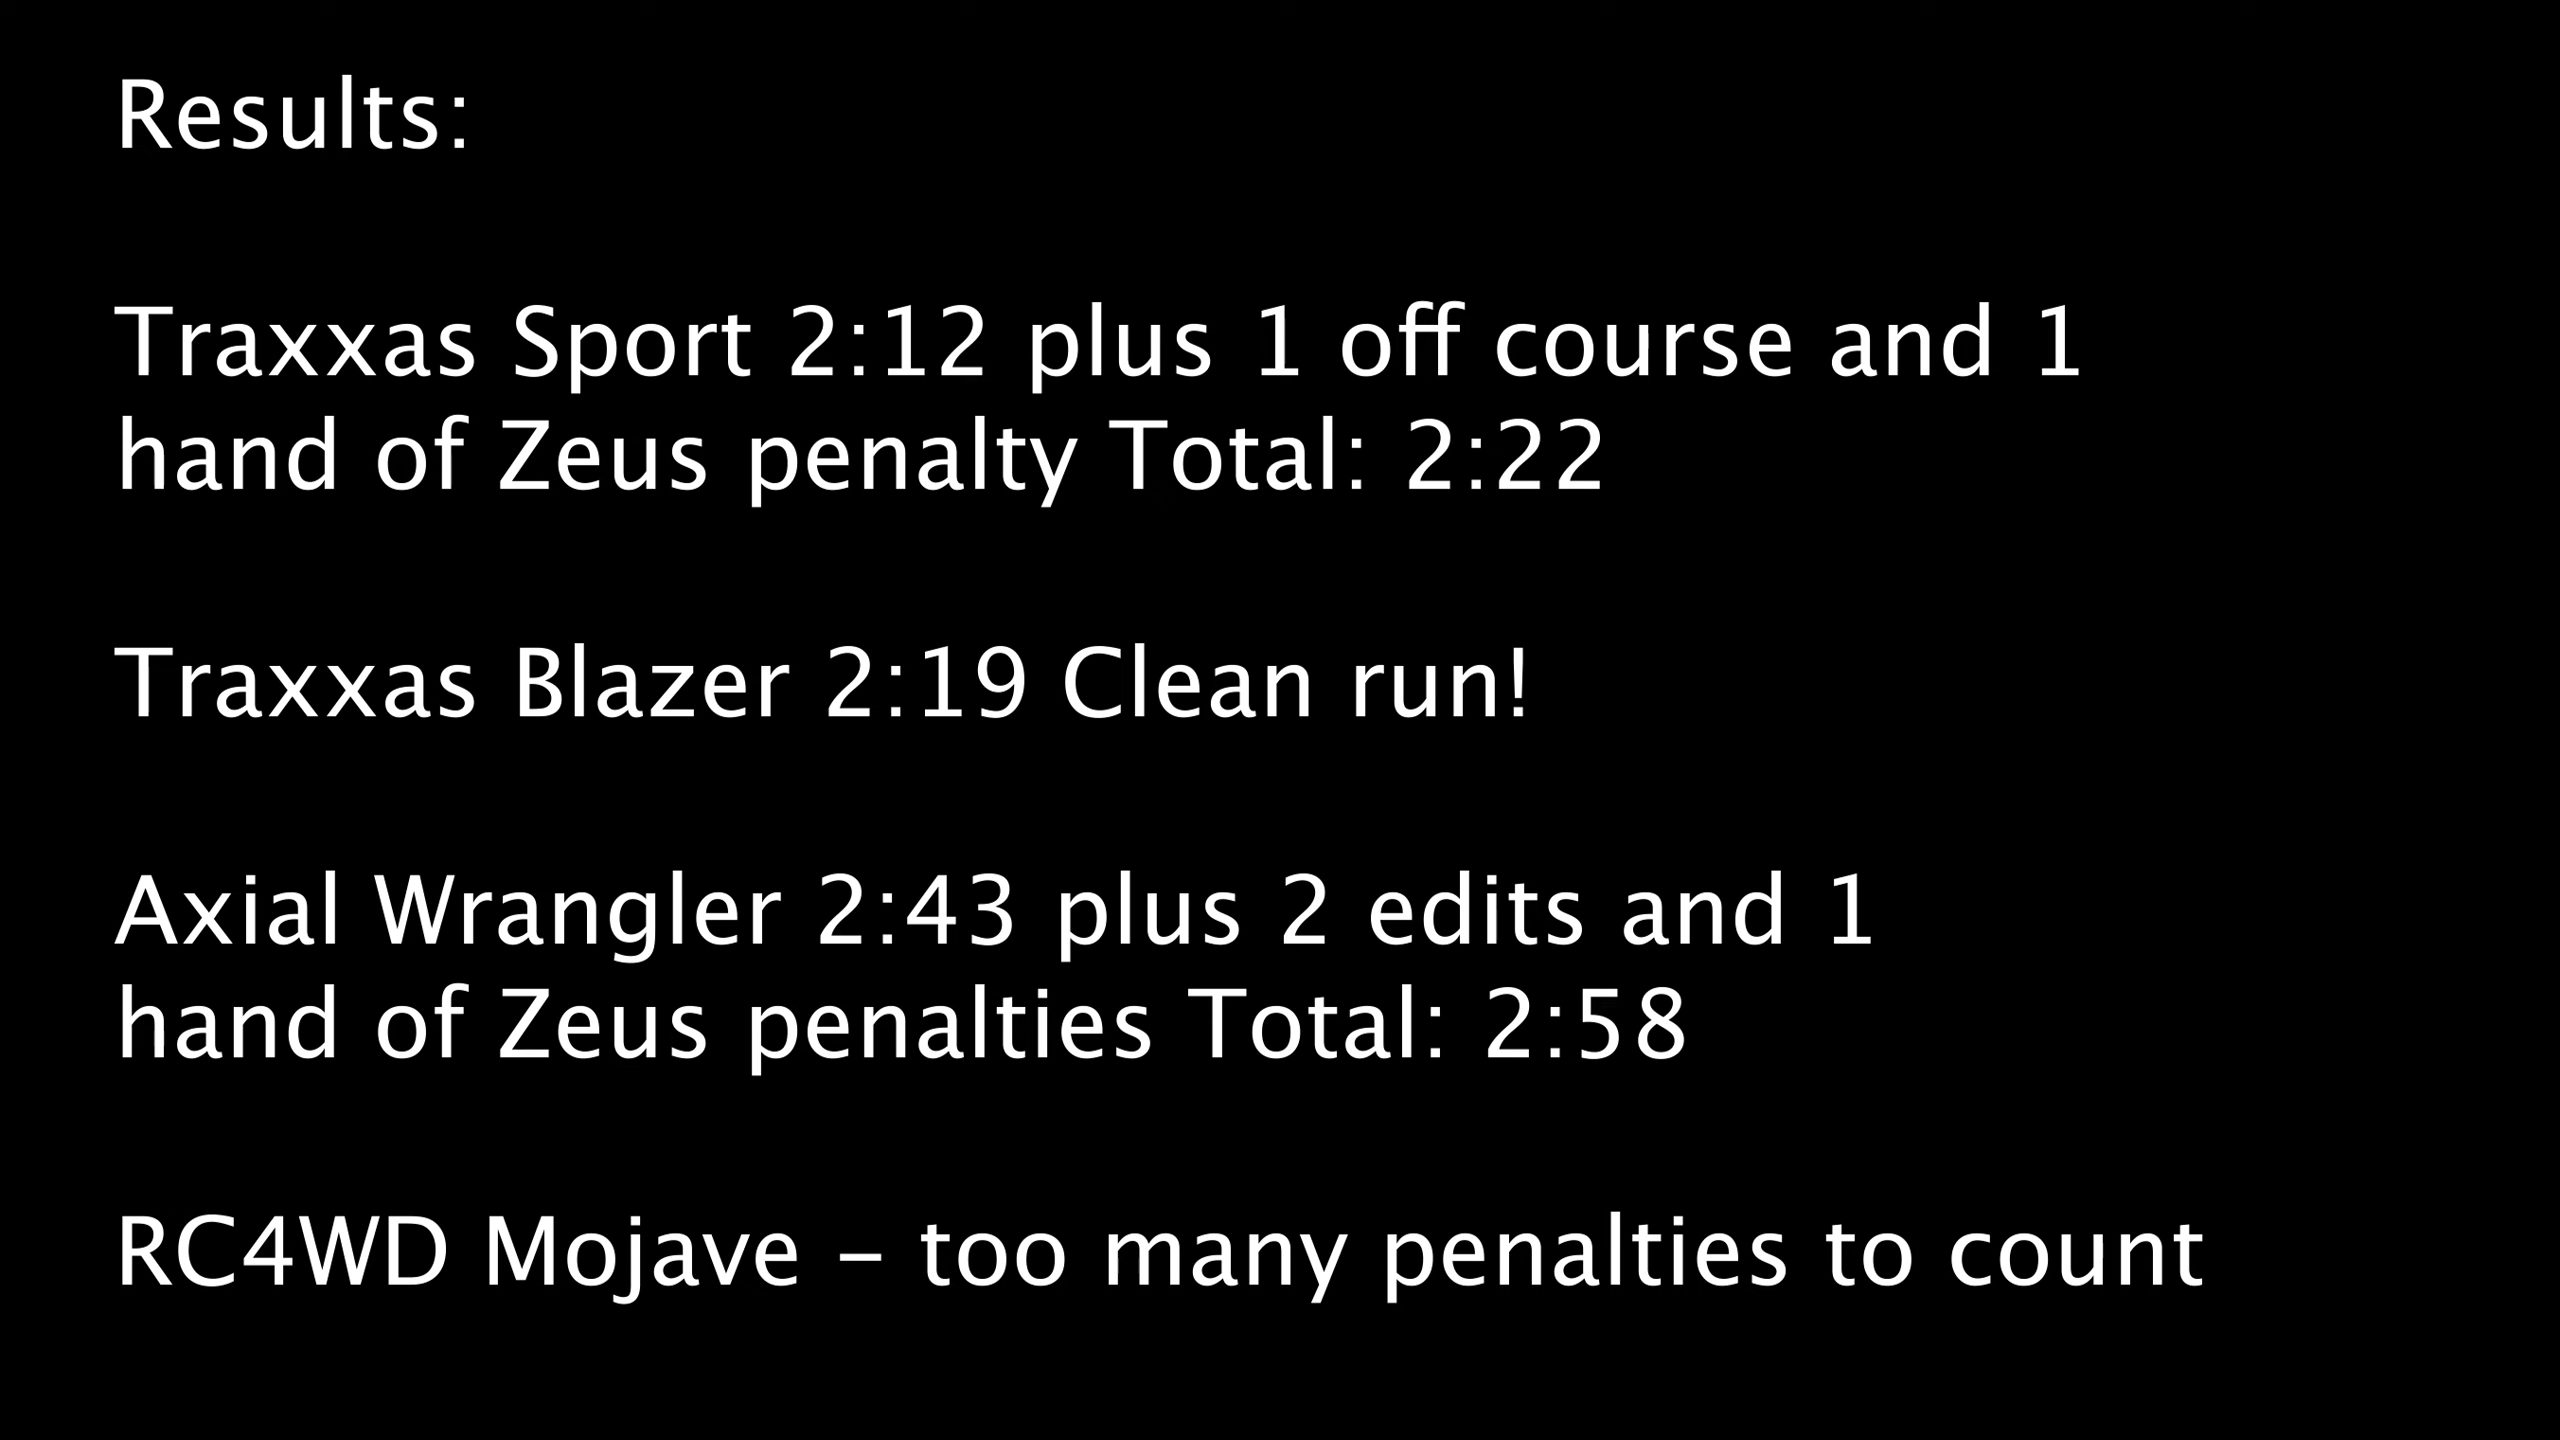 Results:
Traxxas Sport 2:12 plus 1 off course and 1
hand of Zeus penalty Total: 2:22
Traxxas Blazer 2:19 Clean run!
Axial Wrangler 2:43 plus 2 edits and 1
hand of Zeus penalties Total: 2:58
RC4WD Mojave - too many penalties to count